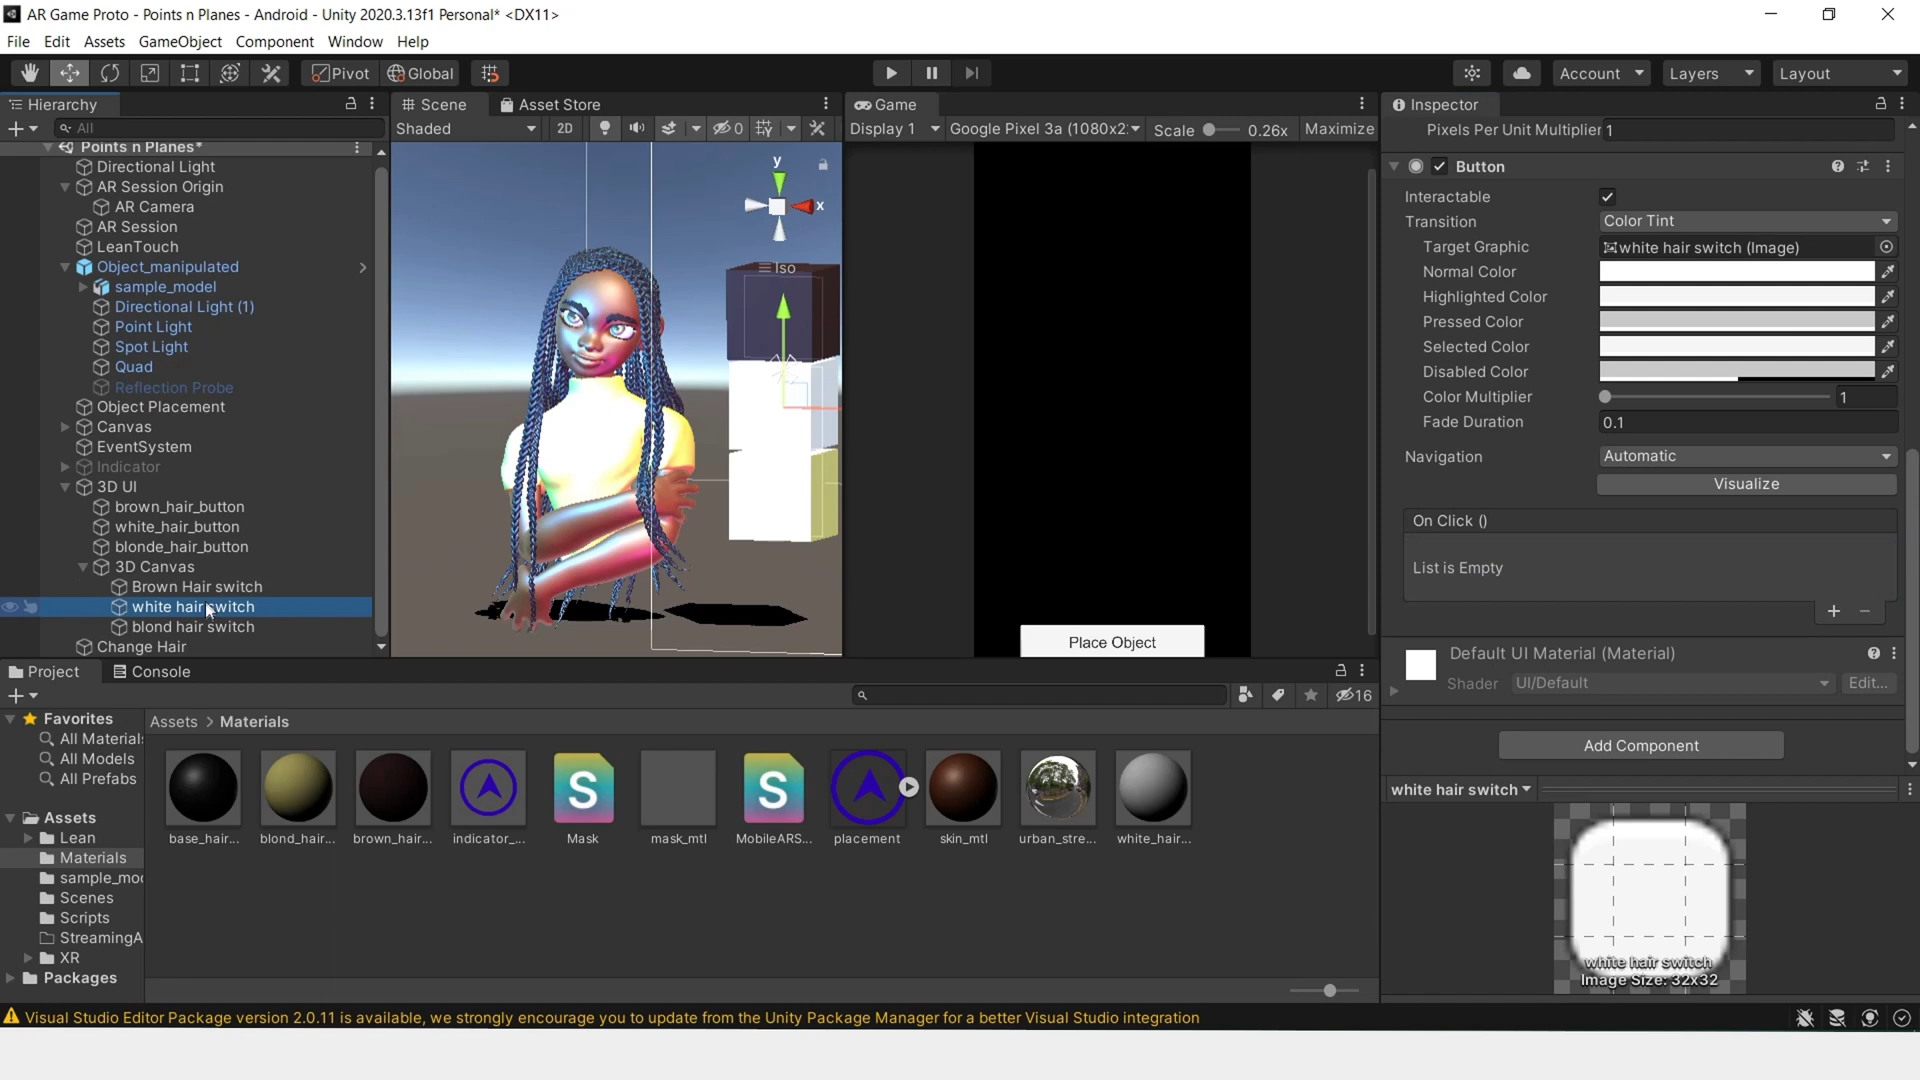 AR Game Proto - Points n Planes - Android - Unity 2020.3.13f1 Personal* <DX11>
File Edit Assets GameObject Component Window Help
Pivot Global Account Layers Layout
Hierarchy
All
Points n Planes*
Directional Light
AR Session Origin
AR Camera
AR Session
LeanTouch
Object_manipulated
sample_model
Directional Light (1)
Point Light
Spot Light
Quad
Reflection Probe
Object Placement
Canvas
EventSystem
Indicator
3D UI
brown_hair_button
white_hair_button
blonde_hair_button
3D Canvas
Brown Hair switch
white hair switch
blond hair switch
Change Hair
Scene Asset Store
Shaded 2D 0
y
x
Iso
Game
Display 1 Google Pixel 3a (1080x2: Scale 0.26x Maximize
Place Object
Inspector
Pixels Per Unit Multiplier 1
Button
Interactable
Transition Color Tint
Target Graphic white hair switch (Image)
Normal Color
Highlighted Color
Pressed Color
Selected Color
Disabled Color
Color Multiplier 1
Fade Duration 0.1
Navigation Automatic
Visualize
On Click ()
List is Empty
Default UI Material (Material)
Shader UI/Default Edit...
Add Component
white hair switch
white hair switch
Image Size: 32x32
Project Console
16
Favorites
All Materials
All Models
All Prefabs
Assets
Lean
Materials
sample_mod
Scenes
Scripts
StreamingA
XR
Packages
Assets > Materials
base_hair... blond_hair... brown_hair... indicator_... Mask mask_mtl MobileARS... placement skin_mtl urban_stre... white_hair...
Visual Studio Editor Package version 2.0.11 is available, we strongly encourage you to update from the Unity Package Manager for a better Visual Studio integration